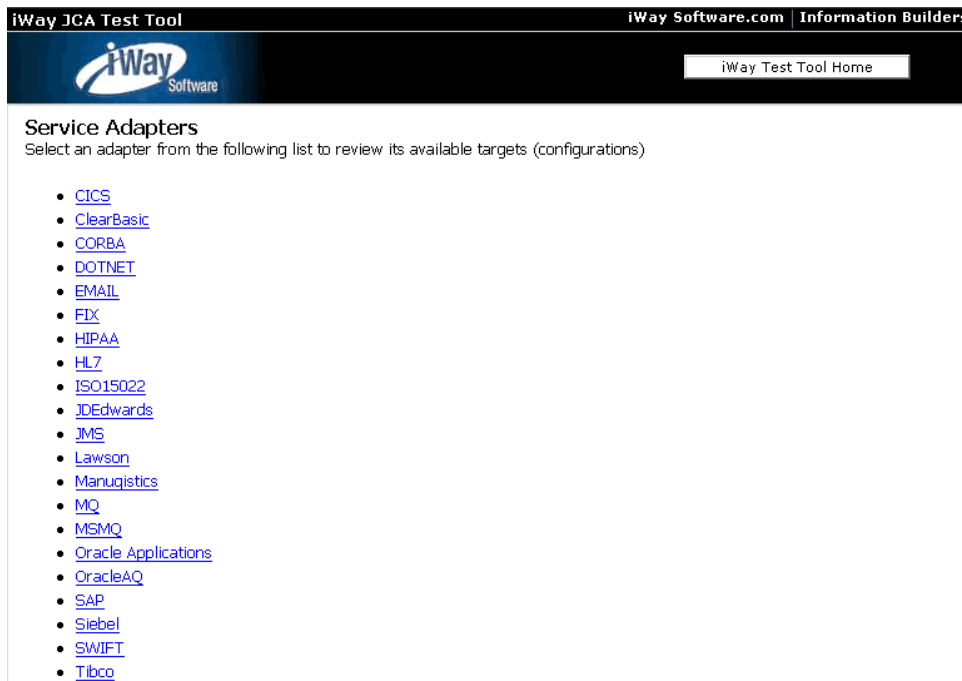 iWay JCA Test Tool
iWay Software.com | Information Builders
iWay
Software
iWay Test Tool Home
Service Adapters
Select an adapter from the following list to review its available targets (configurations)
• CICS
• ClearBasic
• CORBA
• DOTNET
• EMAIL
• FIX
• HIPAA
• HL7
• ISO15022
• JDEdwards
• JMS
• Lawson
• Manugistics
• MQ
• MSMQ
• Oracle Applications
• OracleAQ
• SAP
• Siebel
• SWIFT
• Tibco